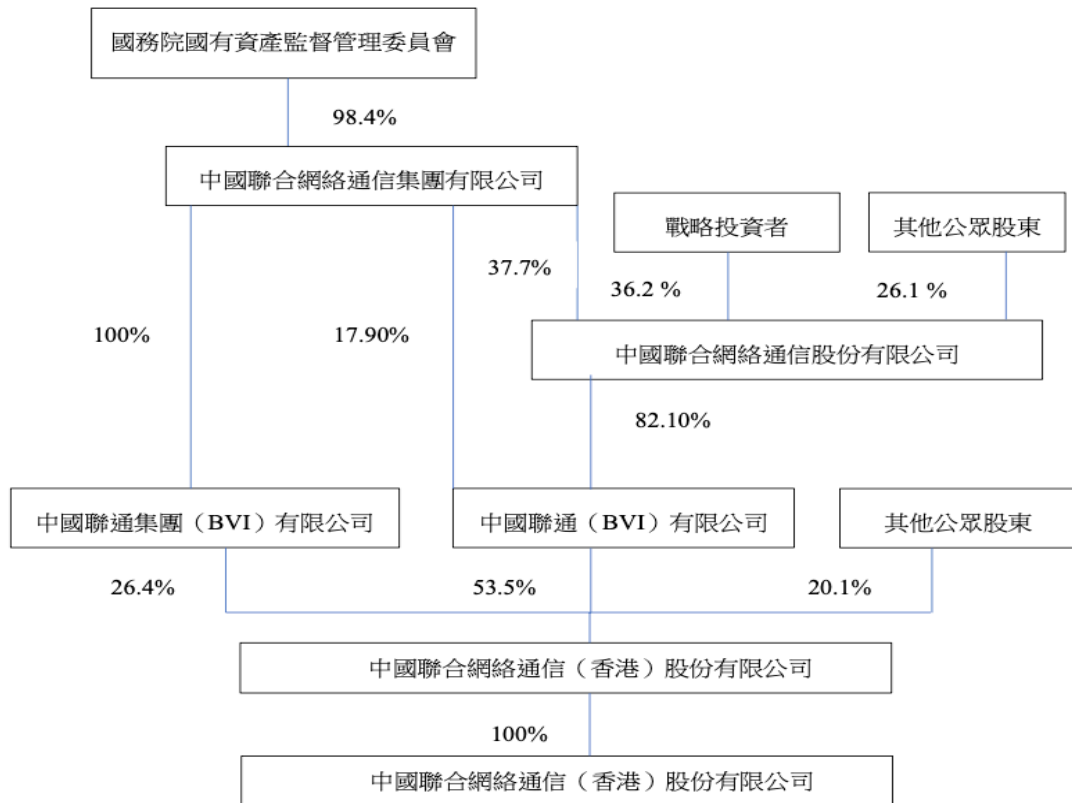 國務院國有資產監督管理委員會
98.4%
中國聯合網絡通信集團有限公司
戰略投資者
其他公眾股東
37.7%
36.2 %
26.1 %
100%
17.90%
中國聯合網絡通信股份有限公司
82.10%
中國聯通集團（BVI）有限公司
中國聯通（BVI）有限公司
其他公眾股東
26.4%
53.5%
20.1%
中國聯合網絡通信（香港）股份有限公司
100%
中國聯合網絡通信（香港）股份有限公司